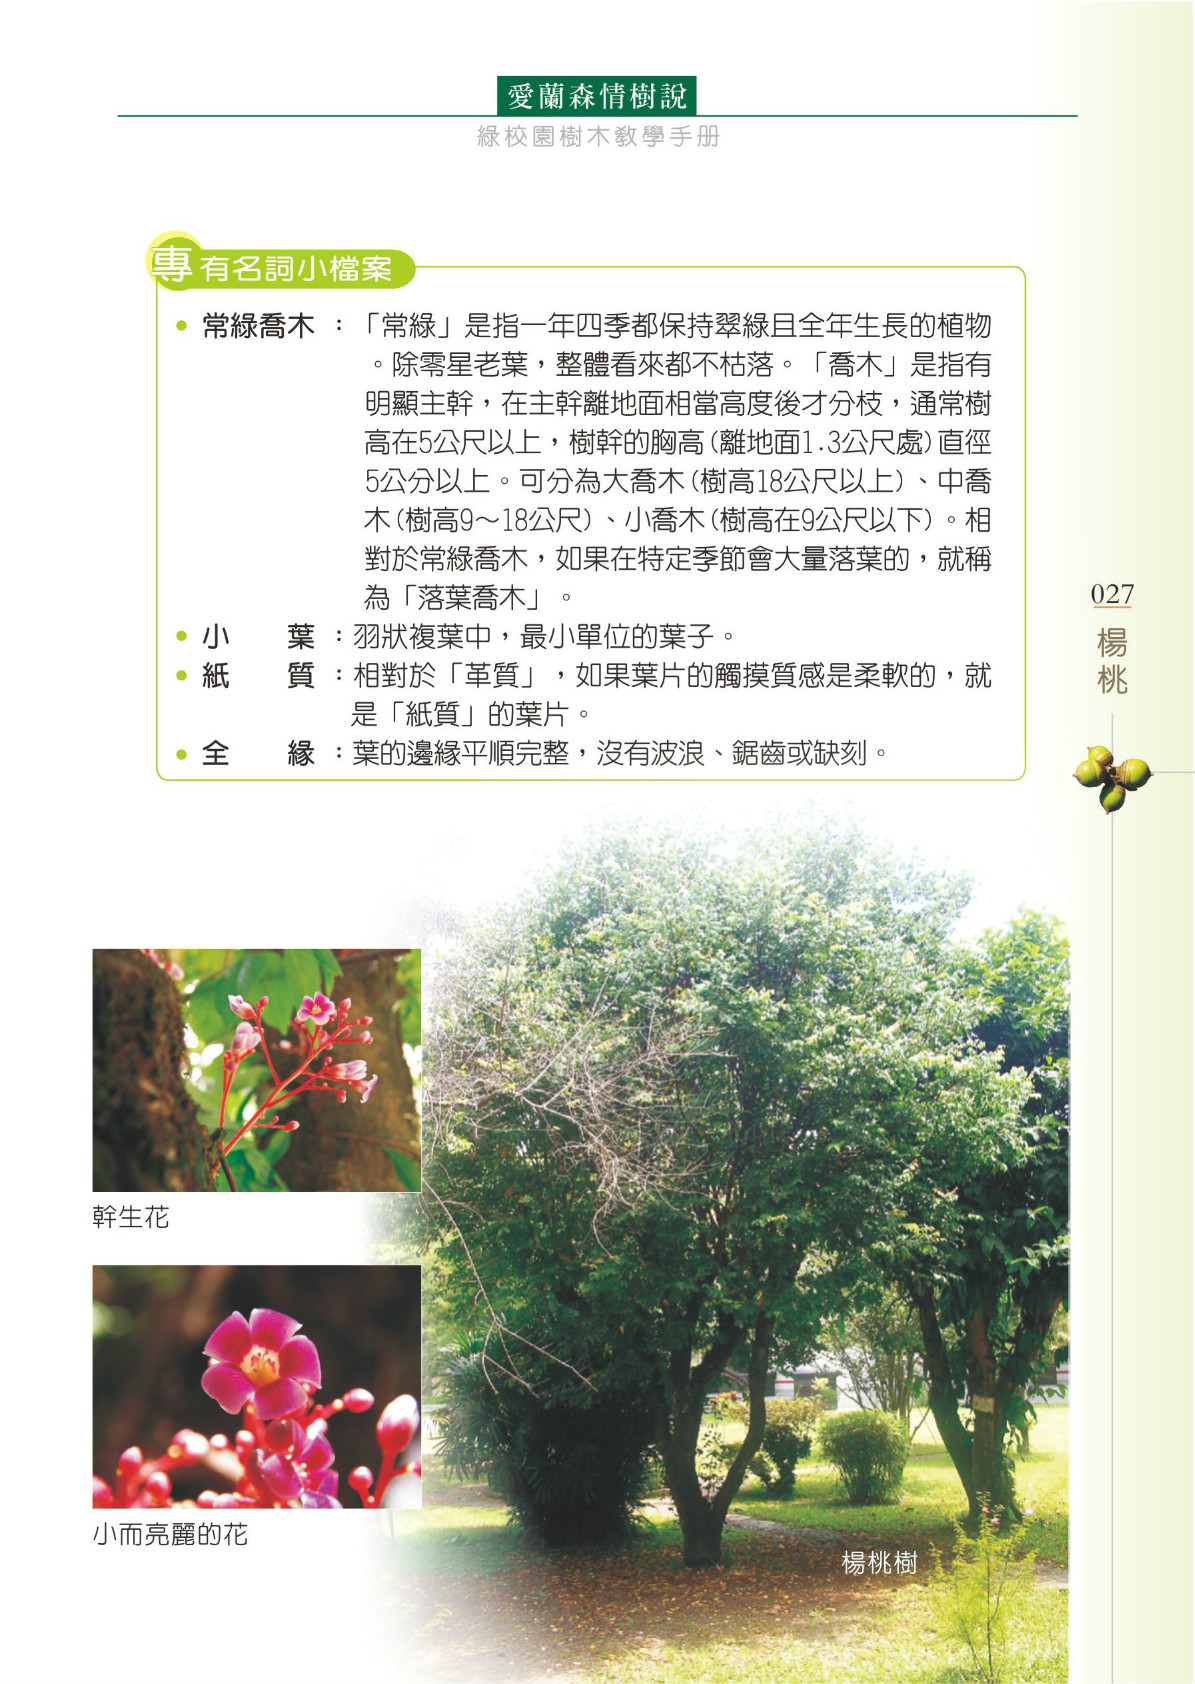 愛蘭森情樹說
綠校園樹木教學手册
專有名詞小檔案
常綠喬木：「常綠」是指一年四季都保持翠綠且全年生長的植物
。除零星老葉，整體看來都不枯落。「喬木」是指有
明顯主幹，在主幹離地面相當高度後才分枝，通常樹
高在5公尺以上，樹幹的胸高(離地面1.3公尺處)直徑
5公分以上。可分為大喬木(樹高18公尺以上)、中喬
木(樹高9～18公尺)、小喬木(樹高在9公尺以下)。相
對於常綠喬木，如果在特定季節會大量落葉的，就稱
為「落葉喬木」。
小葉：羽狀複葉中，最小單位的葉子。
紙質：相對於「革質」，如果葉片的觸摸質感是柔軟的，就
是「紙質」的葉片。
全緣：葉的邊緣平順完整，沒有波浪、鋸齒或缺刻。
027
楊桃
幹生花
小而亮麗的花
楊桃樹